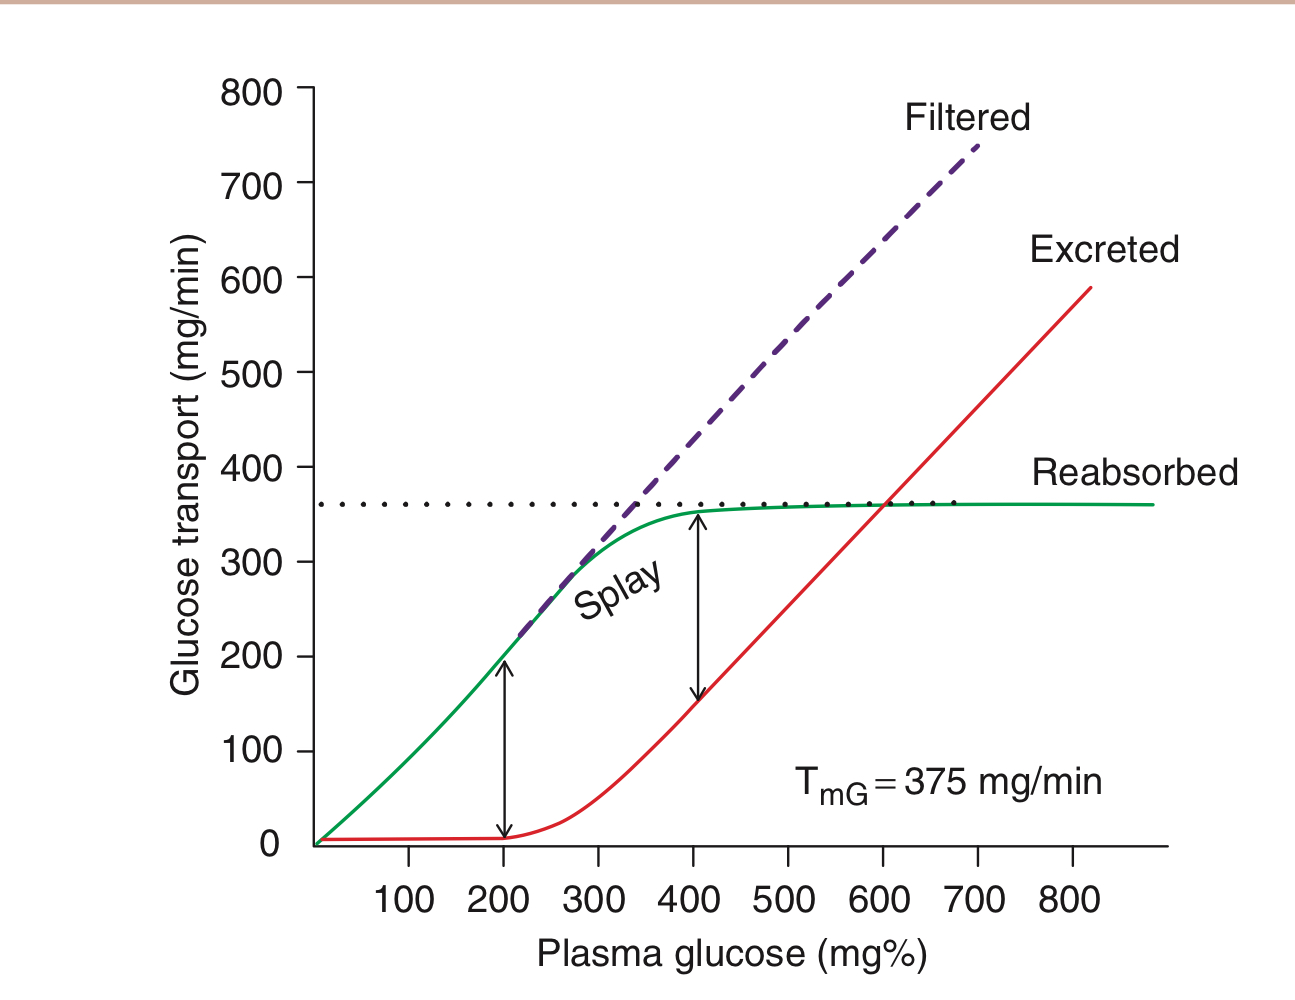 800
700
600
500
400
300
200
100
0
Glucose transport (mg/min)
Filtered
Excreted
Reabsorbed
Splay
TmG = 375 mg/min
100 200 300 400 500 600 700 800
Plasma glucose (mg%)